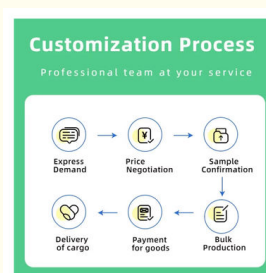 Customization Process
Professional team at your service
Express
Demand
Price
Negotiation
Sample
Confirmation
Delivery
of cargo
Payment
for goods
Bulk
Production